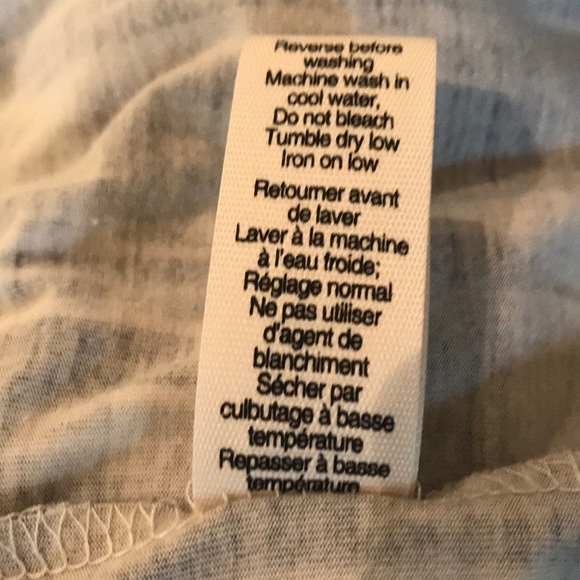 Reverse before
washing
Machine wash in
cool water,
Do not bleach
Tumble dry low
Iron on low
Retourner avant
de laver
Laver à la machine
à l'eau froide;
Réglage normal
Ne pas utiliser
d'agent de
blanchiment
Sécher par
culbutage à basse
température
Repasser à basse
température